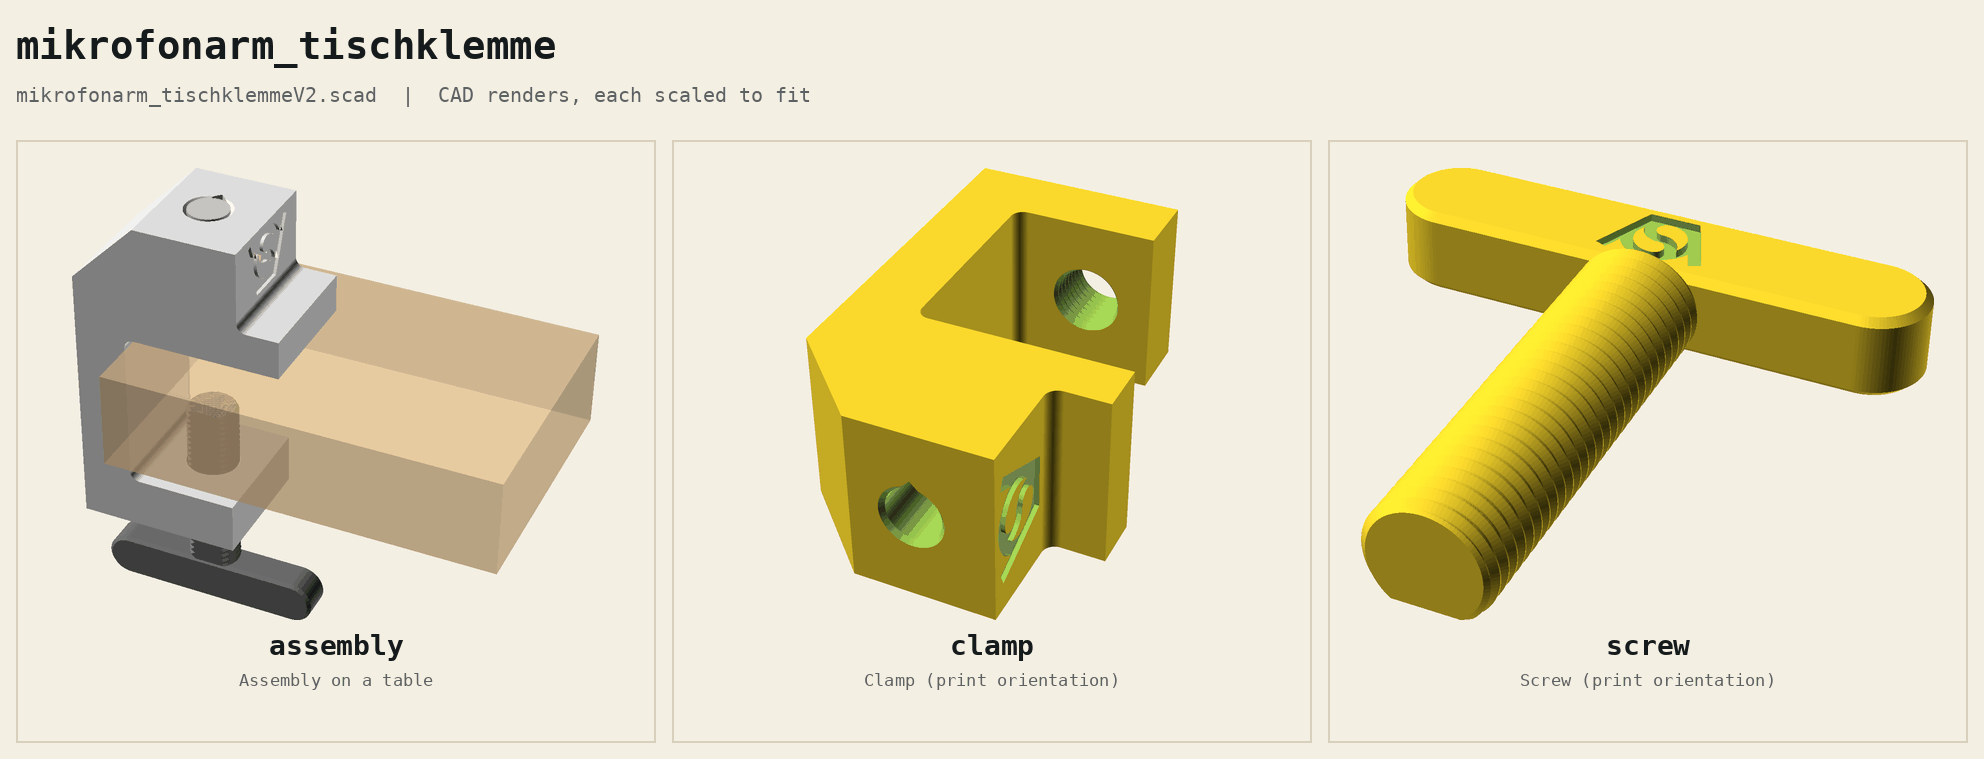 mikrofonarm_tischklemme
mikrofonarm_tischklemmeV2.scad | CAD renders, each scaled to fit
assembly
Assembly on a table
clamp
Clamp (print orientation)
screw
Screw (print orientation)